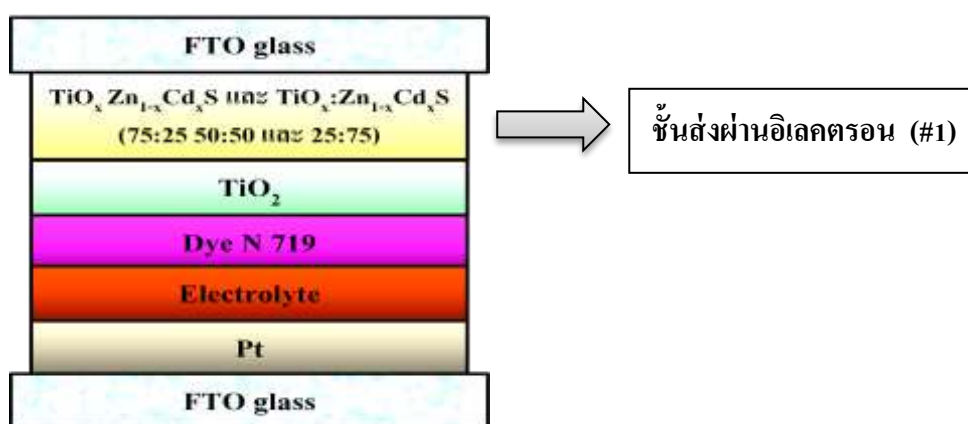 FTO glass
TiOₓ Zn₁₋ₓCdₓS และ TiOₓ:Zn₁₋ₓCdₓS
(75:25 50:50 และ 25:75)
ชั้นส่งผ่านอิเลคตรอน (#1)
TiO₂
Dye N 719
Electrolyte
Pt
FTO glass